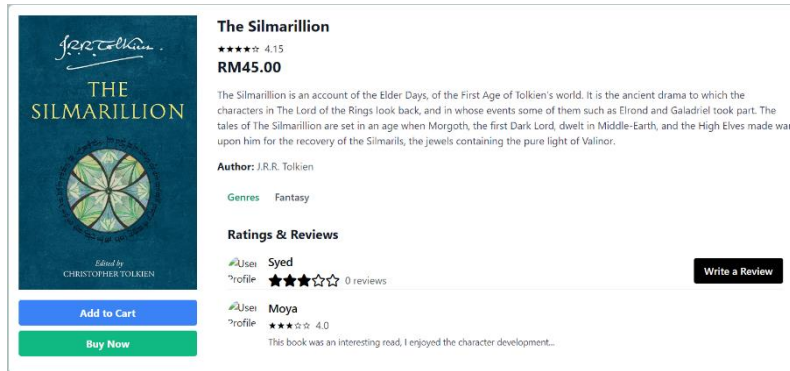 J.R.R. Tolkien.
THE
SILMARILLION
Edited by
CHRISTOPHER TOLKIEN
Add to Cart
Buy Now
The Silmarillion
★★★★☆ 4.15
RM45.00
The Silmarillion is an account of the Elder Days, of the First Age of Tolkien's world. It is the ancient drama to which the
characters in The Lord of the Rings look back, and in whose events some of them such as Elrond and Galadriel took part. The
tales of The Silmarillion are set in an age when Morgoth, the first Dark Lord, dwelt in Middle-Earth, and the High Elves made war
upon him for the recovery of the Silmarils, the jewels containing the pure light of Valinor.
Author: J.R.R. Tolkien
Genres Fantasy
Ratings & Reviews
User
Profile
Syed
★★★☆☆ 0 reviews
Write a Review
User
Profile
Moya
★★★☆☆ 4.0
This book was an interesting read, I enjoyed the character development...